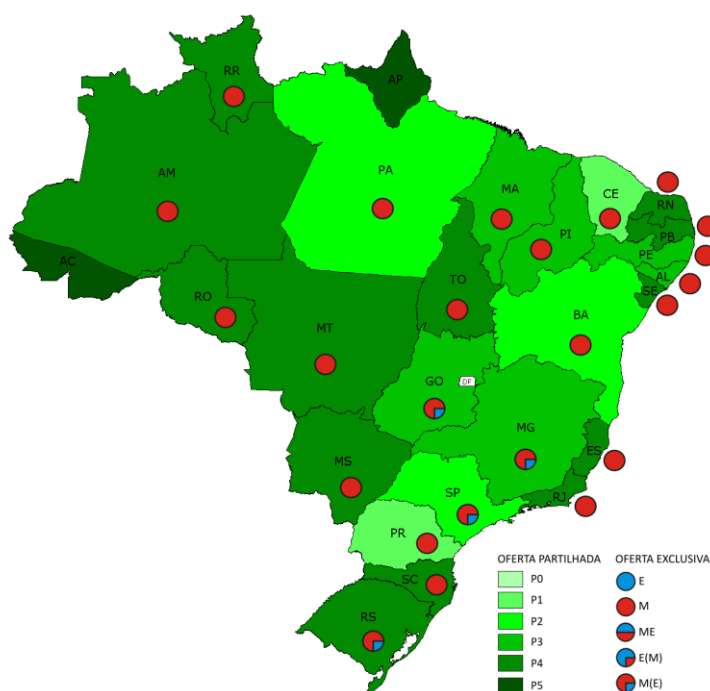 RR
AP
AM
PA
MA
CE
RN
PB
PI
PE
AL
SE
AC
RO
TO
MT
BA
GO
DF
MG
ES
MS
SP
RJ
PR
SC
RS
OFERTA PARTILHADA
P0
P1
P2
P3
P4
P5
OFERTA EXCLUSIVA
E
M
ME
E(M)
M(E)